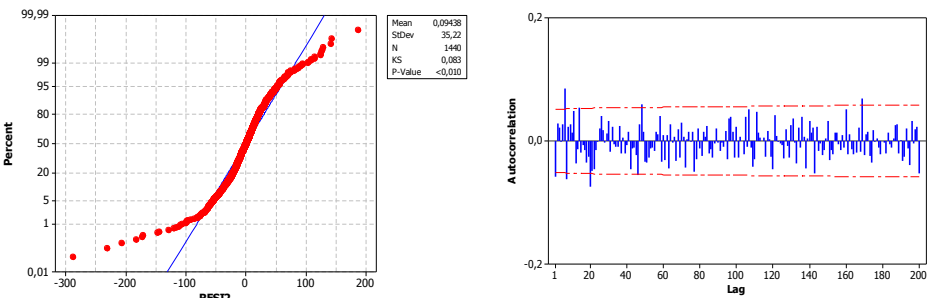 99,99
99
95
80
50
20
5
1
0,01
Percent
-300 -200 -100 0 100 200
Mean 0,09438
StDev 35,22
N 1440
KS 0,083
P-Value <0,010
0,2
0,0
-0,2
Autocorrelation
1 20 40 60 80 100 120 140 160 180 200
Lag